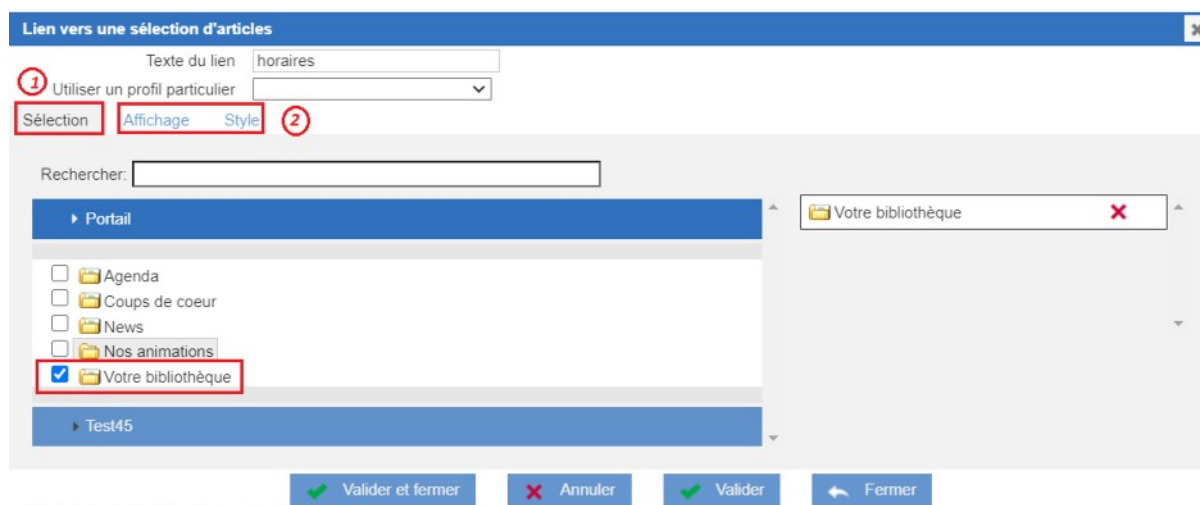 Lien vers une sélection d'articles
Texte du lien horaires
1
Utiliser un profil particulier
Sélection Affichage Style 2
Rechercher:
Portail
Votre bibliothèque
Agenda
Coups de coeur
News
Nos animations
Votre bibliothèque
Test45
Valider et fermer Annuler Valider Fermer